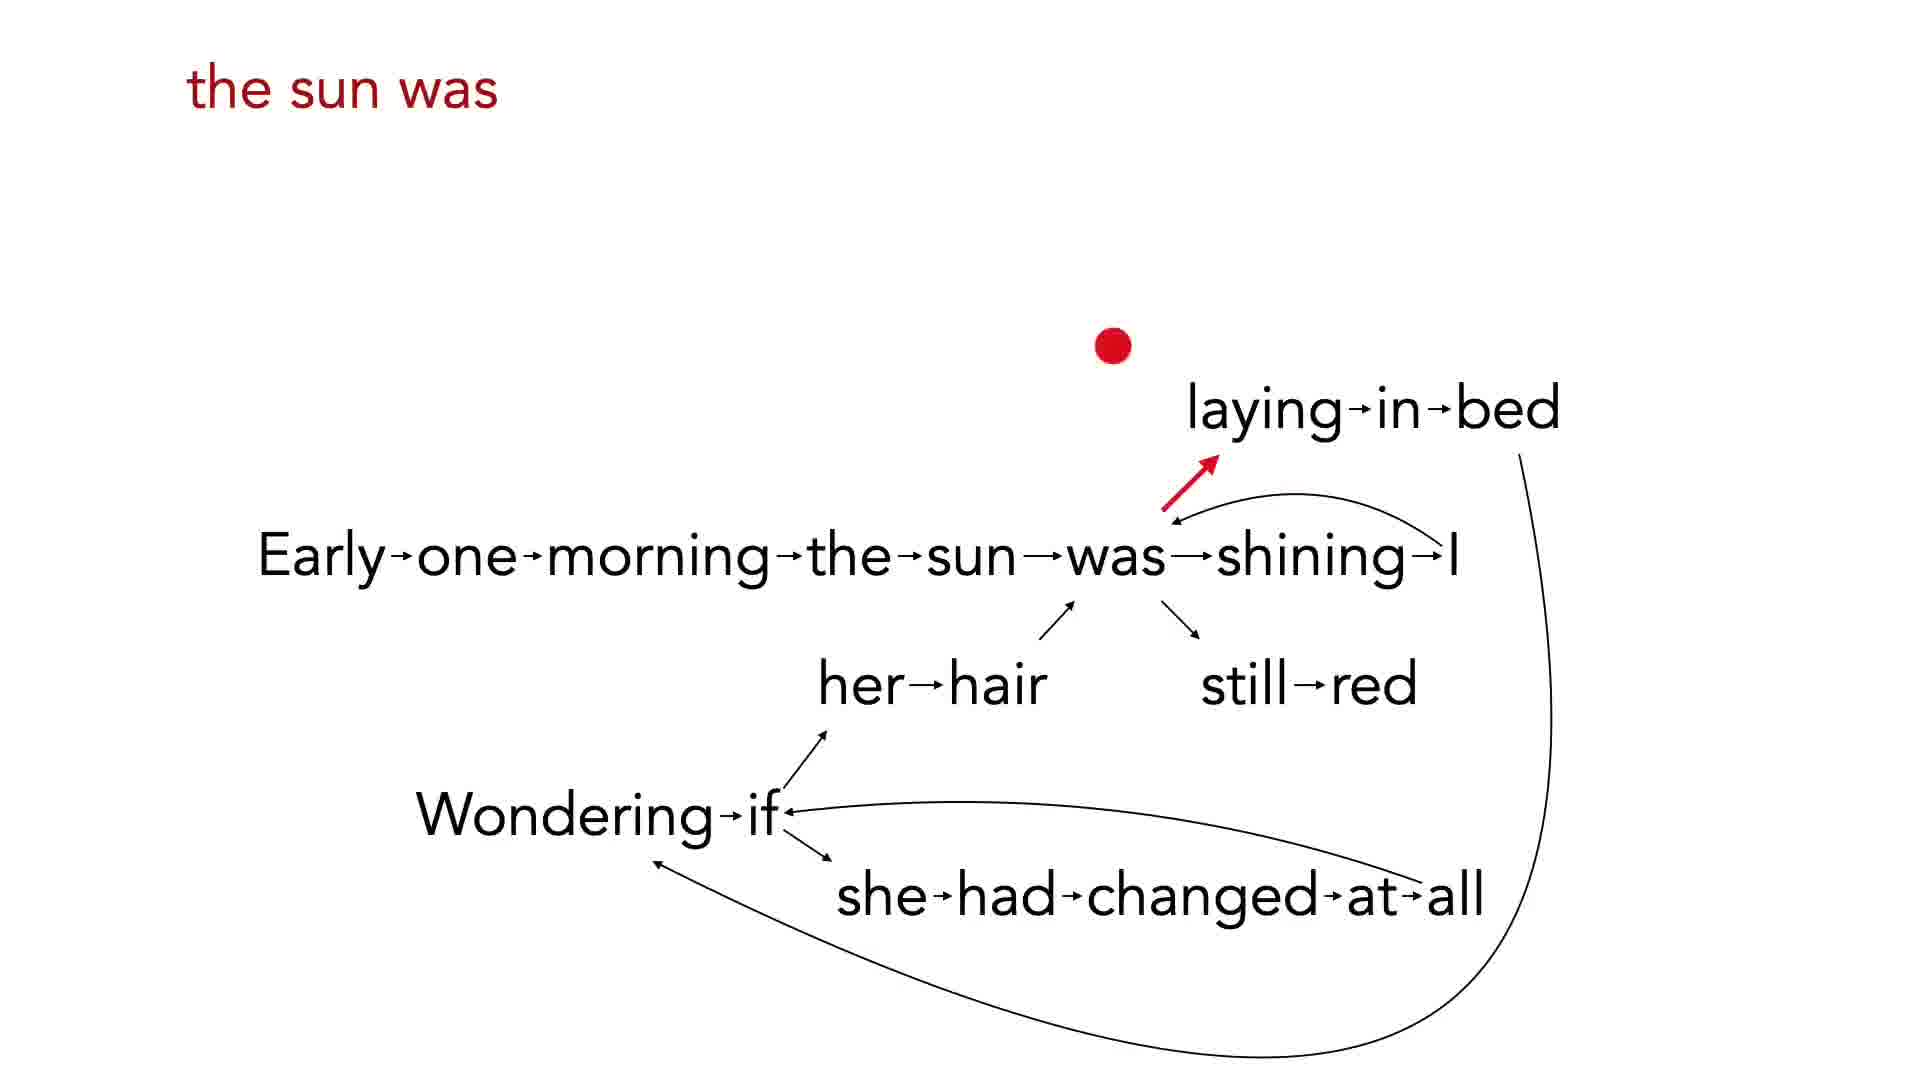 the sun was
laying in bed
Early one morning the sun was shining I
her hair still red
Wondering if
she had changed at all